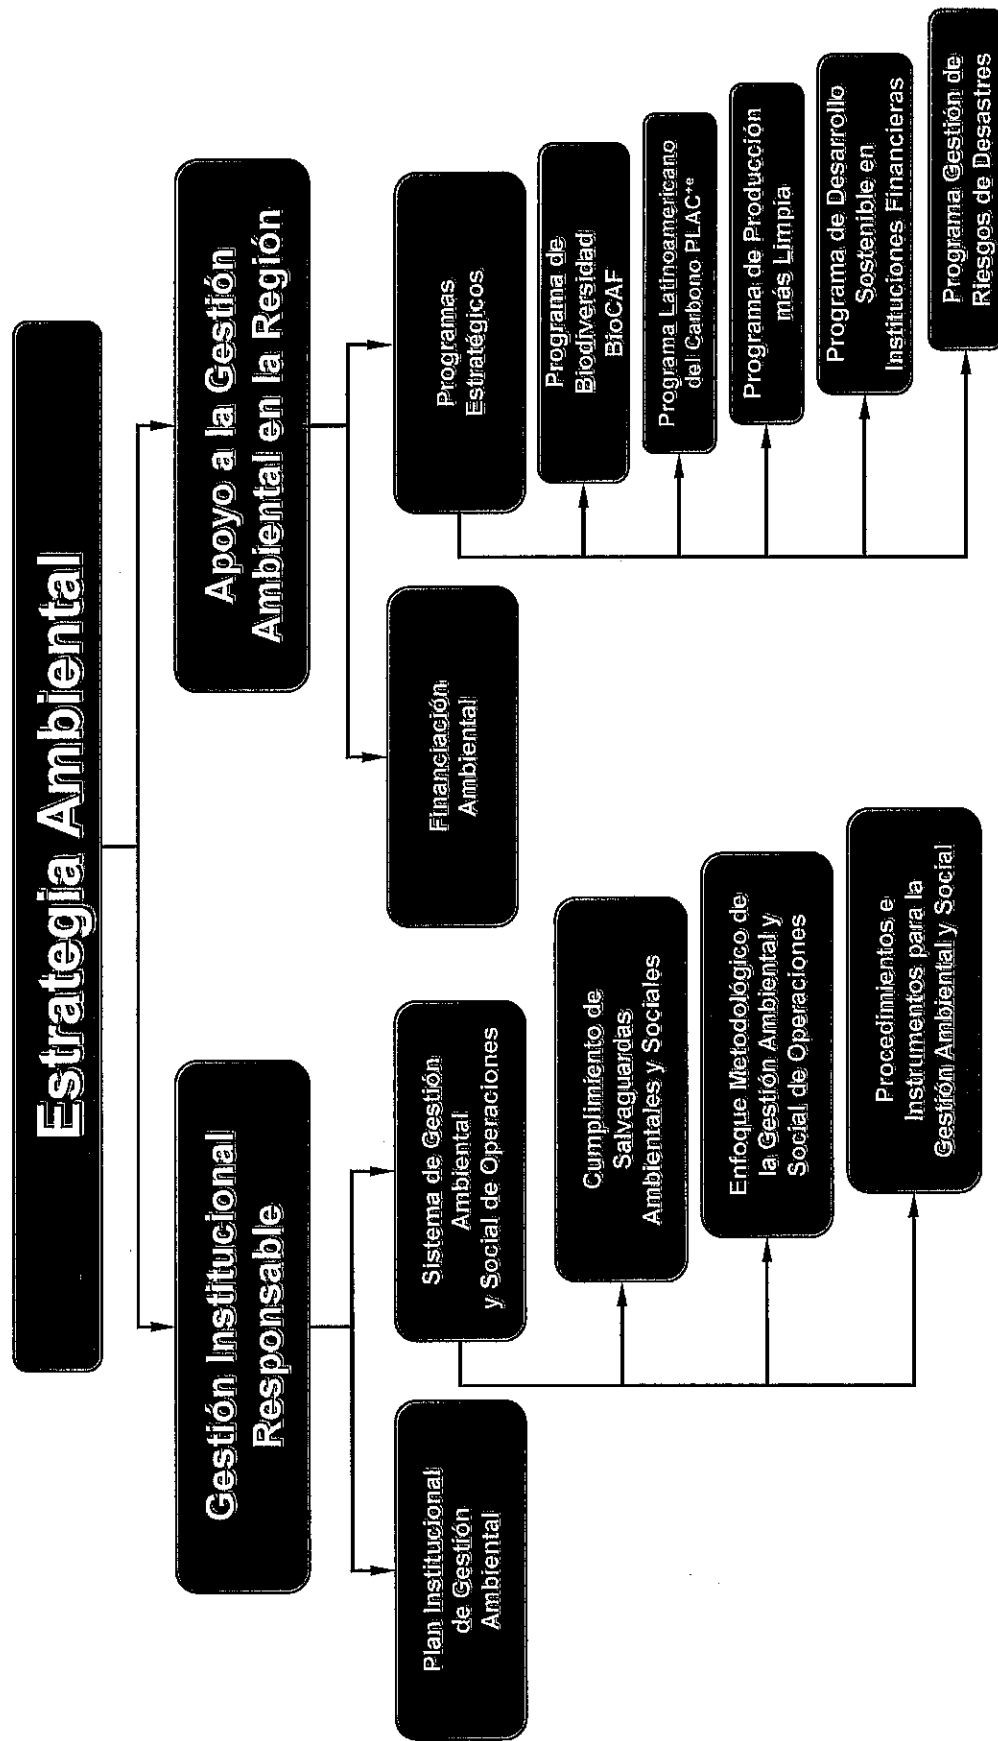 Estrategia Ambiental
Gestión Institucional
Responsable
Apoyo a la Gestión
Ambiental en la Región
Plan Institucional
de Gestión
Ambiental
Sistema de Gestión
Ambiental
y Social de Operaciones
Cumplimiento de
Salvaguardas
Ambientales y Sociales
Enfoque Metodológico de
la Gestión Ambiental y
Social de Operaciones
Procedimientos e
Instrumentos para la
Gestión Ambiental y Social
Financiación
Ambiental
Programas
Estratégicos
Programa de
Biodiversidad
BioCAF
Programa Latinoamericano
del Carbono PLAC⁺ᵉ
Programa de Producción
más Limpia
Programa de Desarrollo
Sostenible en
Instituciones Financieras
Programa Gestión de
Riesgos de Desastres